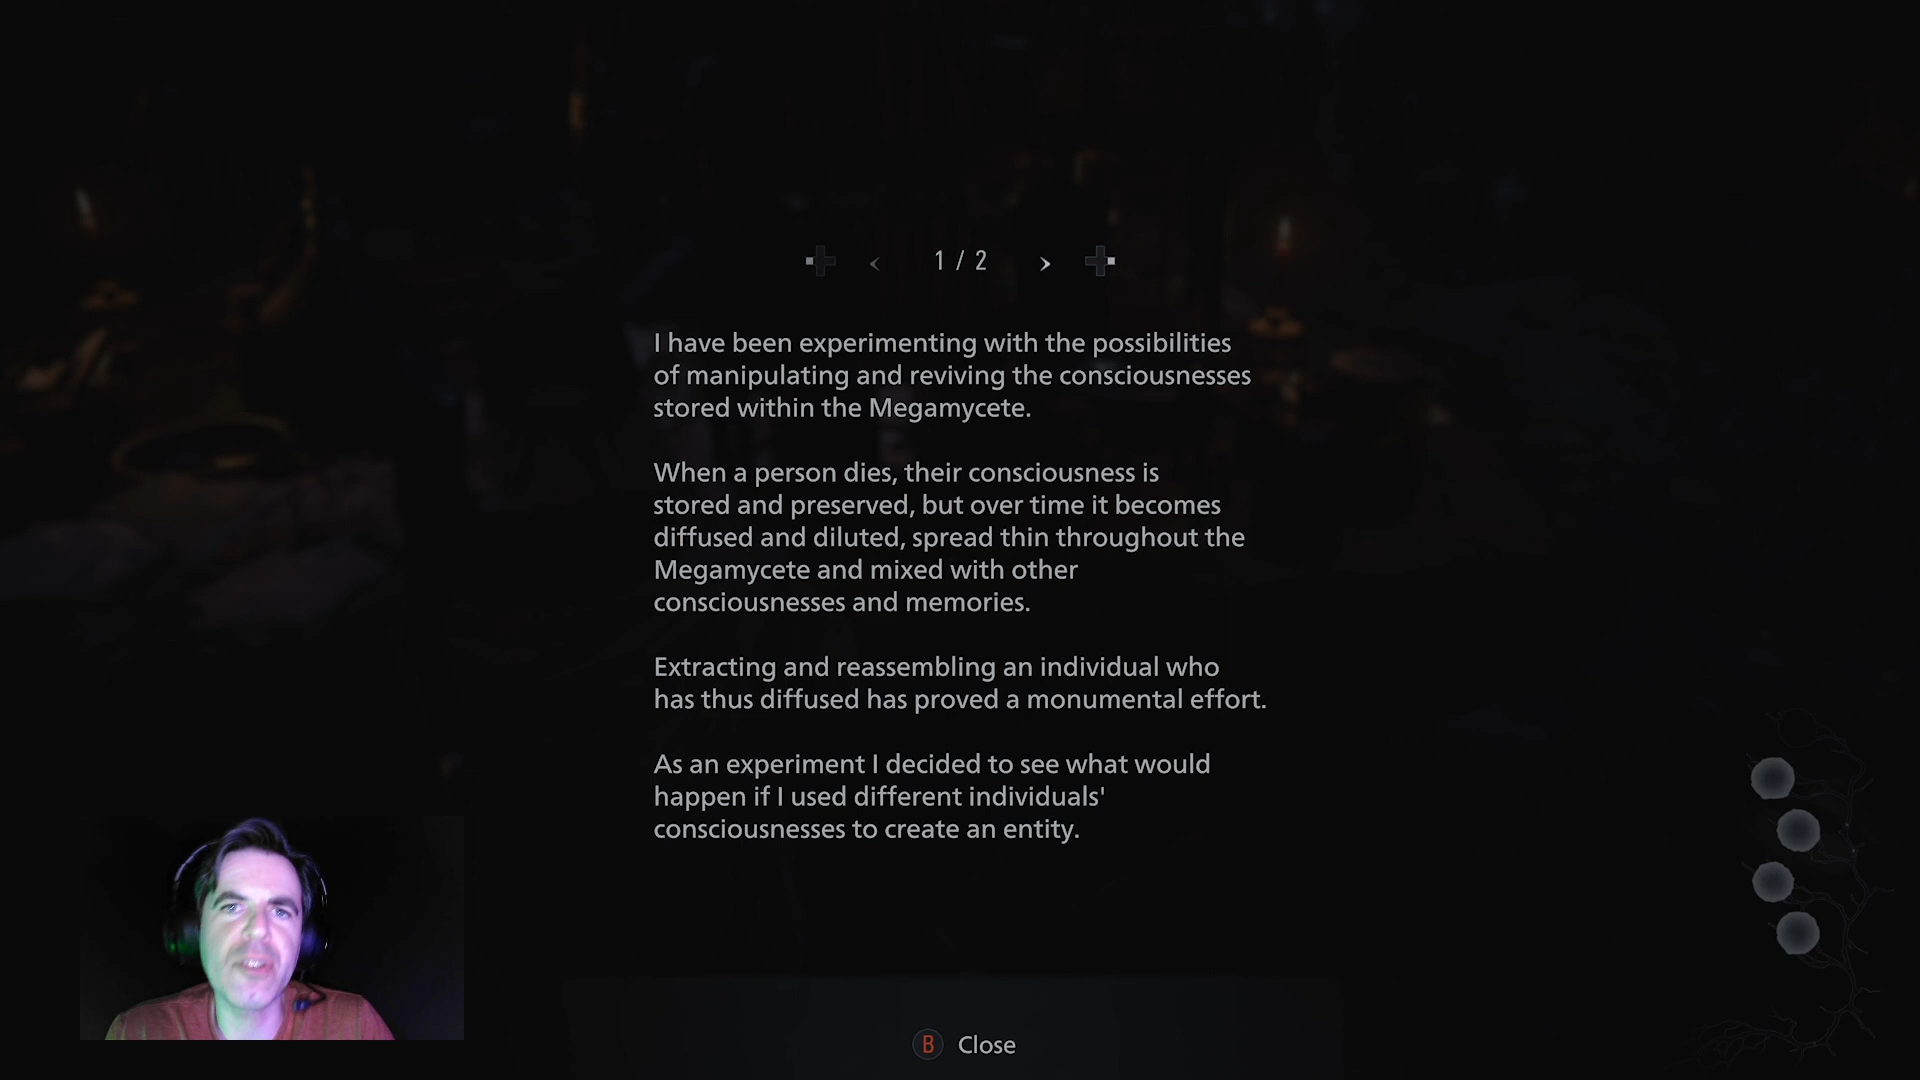 1 / 2
I have been experimenting with the possibilities
of manipulating and reviving the consciousnesses
stored within the Megamycete.
When a person dies, their consciousness is
stored and preserved, but over time it becomes
diffused and diluted, spread thin throughout the
Megamycete and mixed with other
consciousnesses and memories.
Extracting and reassembling an individual who
has thus diffused has proved a monumental effort.
As an experiment I decided to see what would
happen if I used different individuals'
consciousnesses to create an entity.
B Close